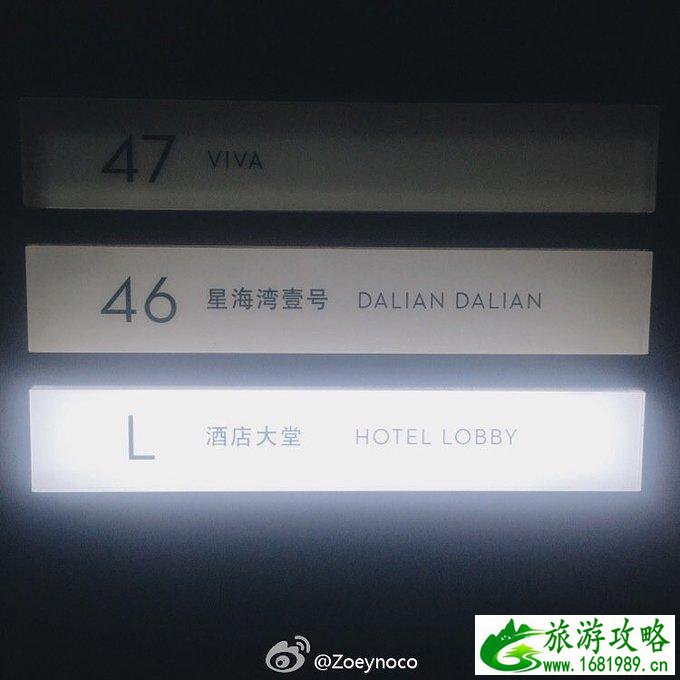 47 VIVA
46 星海湾壹号 DALIAN DALIAN
L 酒店大堂 HOTEL LOBBY
@Zoeynoco
旅游攻略
www.1681989.cn